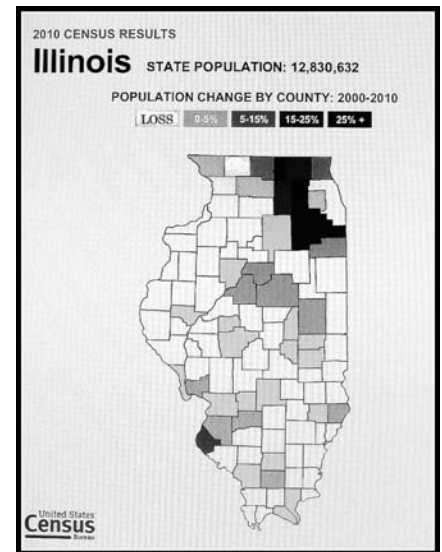 2010 CENSUS RESULTS
Illinois STATE POPULATION: 12,830,632
POPULATION CHANGE BY COUNTY: 2000-2010
LOSS 0-5% 5-15% 15-25% 25% +
United States
Census
Bureau